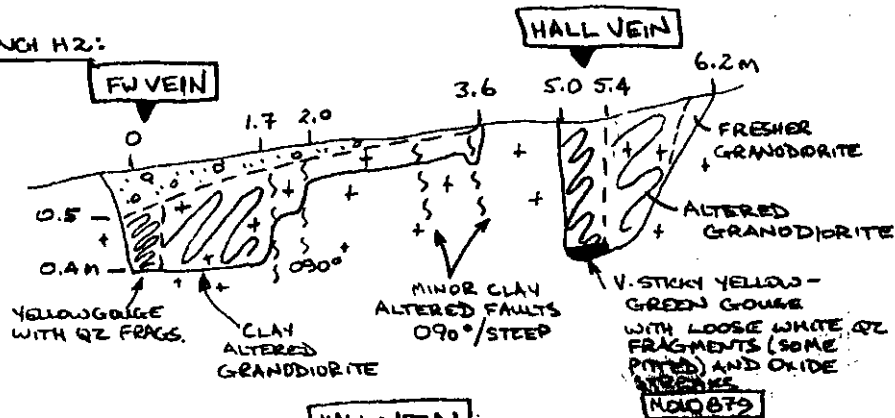 NCH H2:
HALL VEIN
FW VEIN
6.2 M
5.0 5.4
3.6
0 1.7 2.0
FRESHER
GRANODIORITE
0.5
ALTERED
GRANODIORITE
0.4m
090°
YELLOW GOUGE
WITH QZ FRAGS.
CLAY
ALTERED
GRANODIORITE
MINOR CLAY
ALTERED FAULTS
090°/STEEP
V. STICKY YELLOW-
GREEN GOUGE
WITH LOOSE WHITE QZ
FRAGMENTS (SOME
PITTED) AND OXIDE
STREAKS